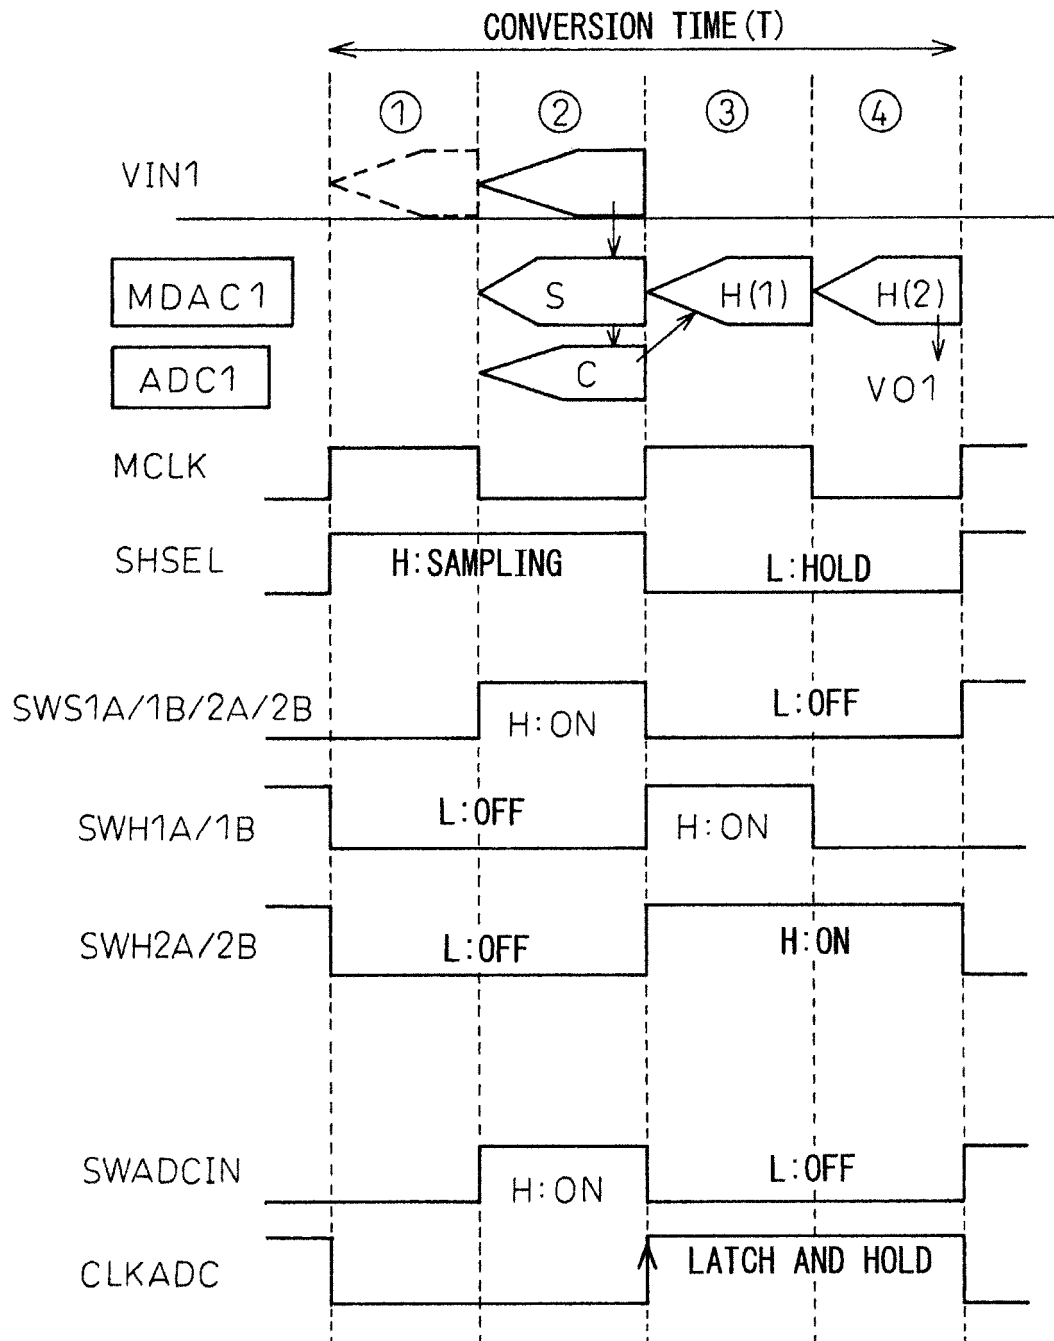 CONVERSION TIME(T)
① ② ③ ④
VIN1
MDAC1 S H(1) H(2)
ADC1 C VO1
MCLK
SHSEL H:SAMPLING L:HOLD
SWS1A/1B/2A/2B H:ON L:OFF
SWH1A/1B L:OFF H:ON
SWH2A/2B L:OFF H:ON
SWADCIN H:ON L:OFF
CLKADC LATCH AND HOLD